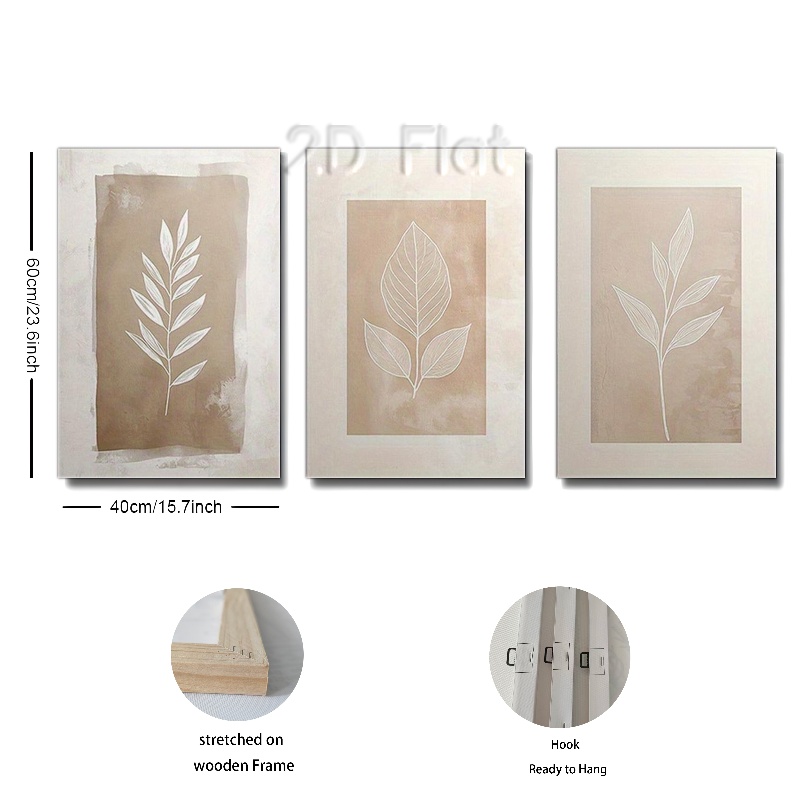 2D Flat
60cm/23.6inch
40cm/15.7inch
stretched on
wooden Frame
Hook
Ready to Hang